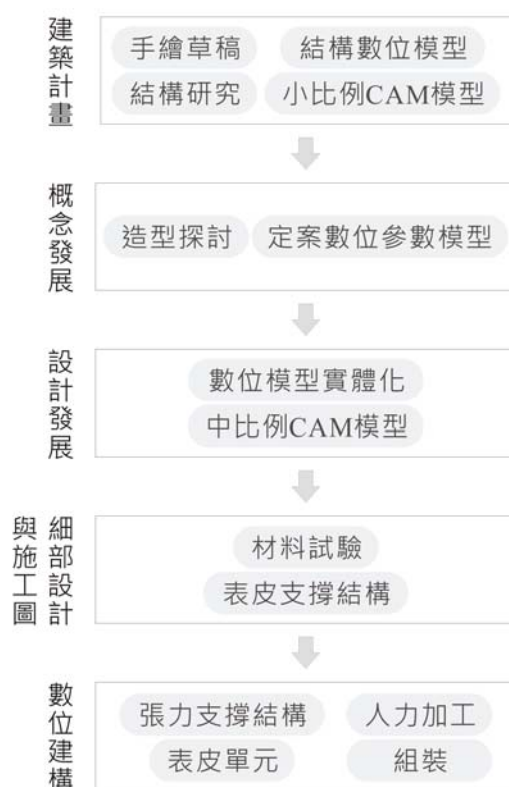 建築計畫
手繪草稿 結構數位模型
結構研究 小比例CAM模型
概念發展
造型探討 定案數位參數模型
設計發展
數位模型實體化
中比例CAM模型
細部設計
與施工圖
材料試驗
表皮支撐結構
數位建構
張力支撐結構 人力加工
表皮單元 組裝